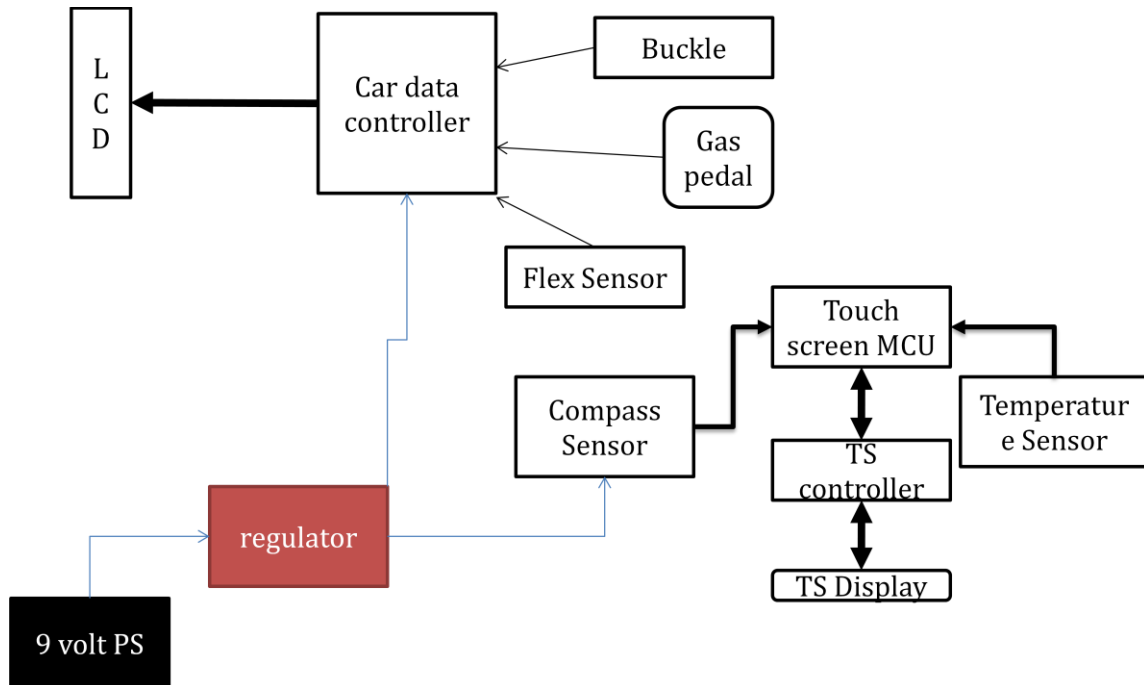 L
C
D
Car data
controller
Buckle
Gas
pedal
Flex Sensor
Touch
screen MCU
Compass
Sensor
Temperatur
e Sensor
TS
controller
regulator
TS Display
9 volt PS